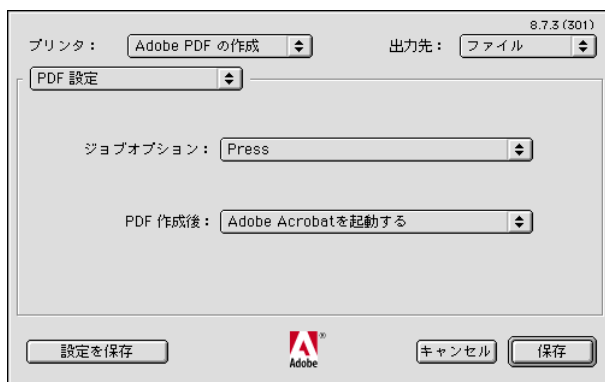 8.7.3 (301)
プリンタ： Adobe PDF の作成 出力先： ファイル
PDF 設定
ジョブオプション： Press
PDF 作成後： Adobe Acrobatを起動する
設定を保存 Adobe ® キャンセル 保存